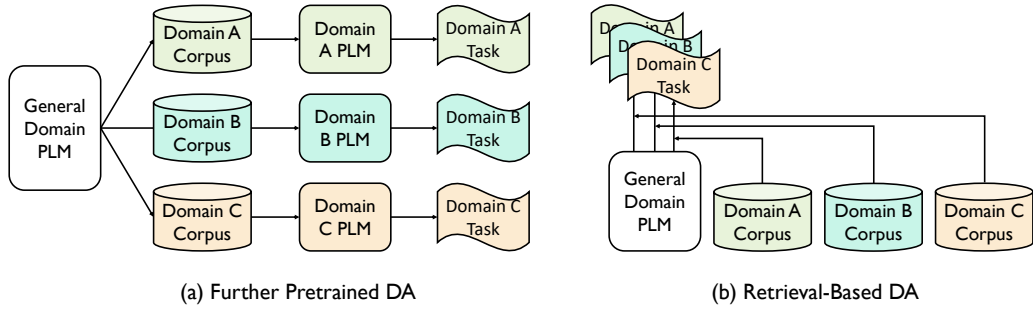 General
Domain
PLM
Domain A
Corpus
Domain
A PLM
Domain A
Task
Domain B
Corpus
Domain
B PLM
Domain B
Task
Domain C
Corpus
Domain
C PLM
Domain C
Task
(a) Further Pretrained DA
Domain A
Domain B
Domain C
Task
General
Domain
PLM
Domain A
Corpus
Domain B
Corpus
Domain C
Corpus
(b) Retrieval-Based DA